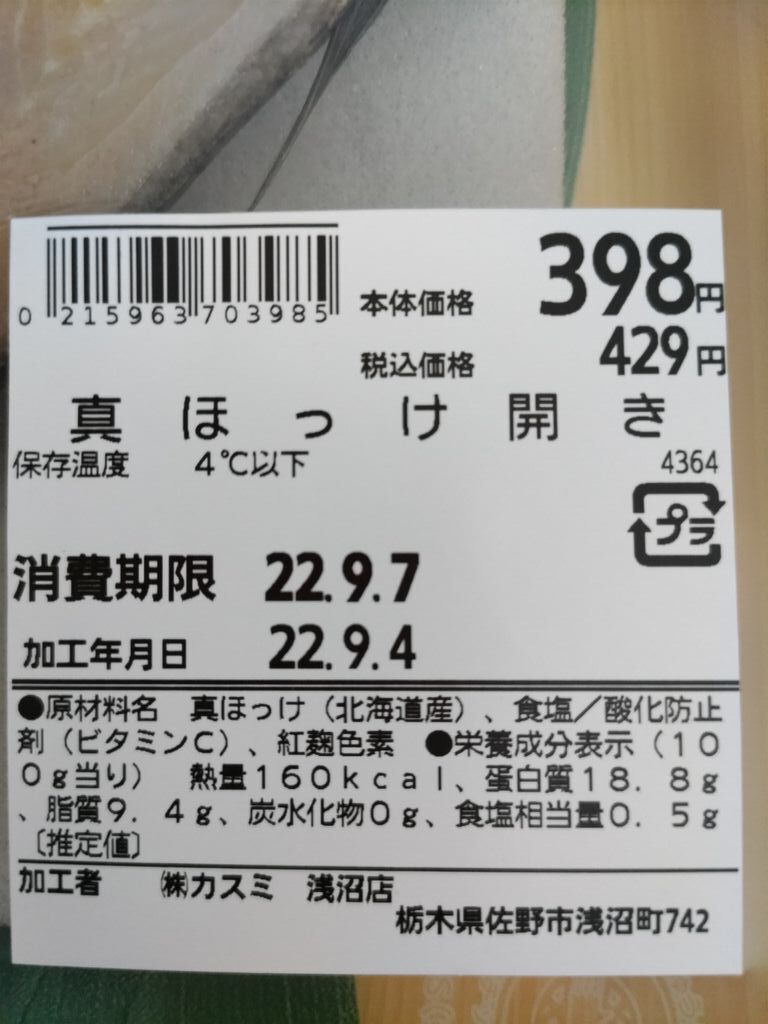 0 215963 703985
本体価格 398円
税込価格 429円
真ほっけ開き
保存温度 4℃以下 4364
プラ
消費期限 22.9.7
加工年月日 22.9.4
●原材料名 真ほっけ(北海道産)、食塩/酸化防止
剤(ビタミンC)、紅麹色素 ●栄養成分表示(10
0g当り) 熱量160kcal、蛋白質18.8g
、脂質9.4g、炭水化物0g、食塩相当量0.5g
〔推定値〕
加工者 ㈱カスミ 浅沼店
栃木県佐野市浅沼町742